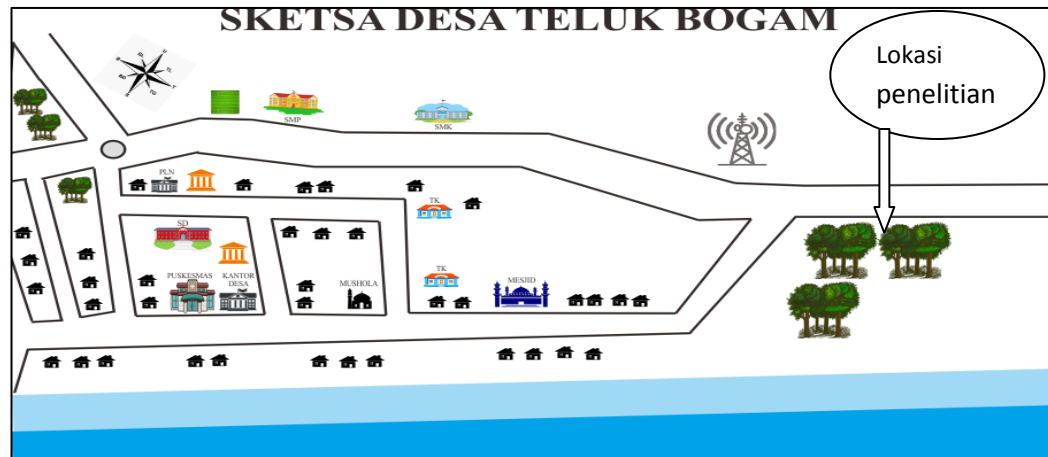 SKETSA DESA TELUK BOGAM
Lokasi
penelitian
SMP
SMK
PLN
TK
SD
TK
PUSKESMAS
KANTOR
DESA
MUSHOLA
MESJID